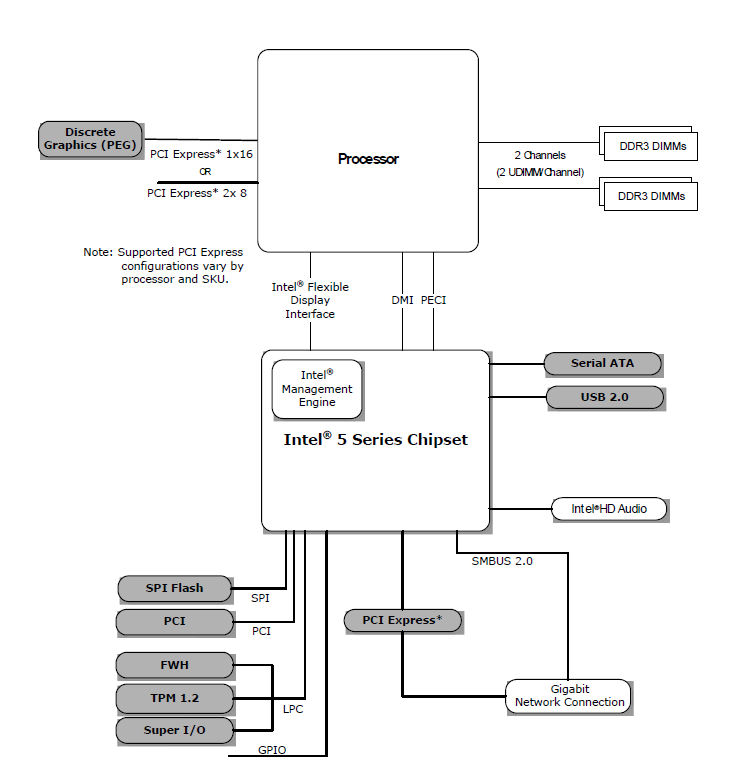 Discrete
Graphics (PEG)
PCI Express* 1x16
OR
PCI Express* 2x 8
Processor
2 Channels
(2 UDIMM/Channel)
DDR3 DIMMs
DDR3 DIMMs
Note: Supported PCI Express
configurations vary by
processor and SKU.
Intel® Flexible
Display
Interface
DMI
PECI
Intel®
Management
Engine
Intel® 5 Series Chipset
Serial ATA
USB 2.0
Intel®HD Audio
SMBUS 2.0
SPI Flash
SPI
PCI
PCI
PCI Express*
FWH
TPM 1.2
LPC
Super I/O
GPIO
Gigabit
Network Connection